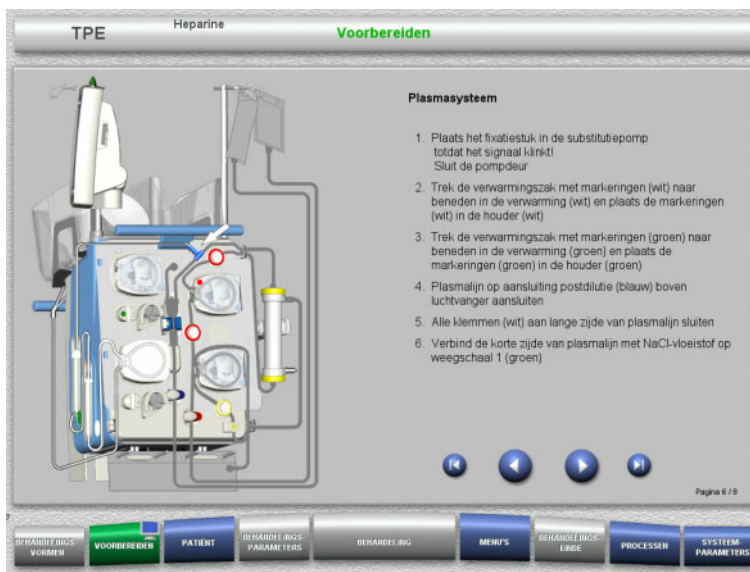 TPE
Heparine
Voorbereiden
Plasmasysteem
1. Plaats het fixatiestuk in de substitutiepomp
totdat het signaal klinkt!
Sluit de pompdeur
2. Trek de verwarmingszak met markeringen (wit) naar
beneden in de verwarming (wit) en plaats de markeringen
(wit) in de houder (wit)
3. Trek de verwarmingszak met markeringen (groen) naar
beneden in de verwarming (groen) en plaats de
markeringen (groen) in de houder (groen)
4. Plasmalijn op aansluiting postdilutie (blauw) boven
luchtvanger aansluiten
5. Alle klemmen (wit) aan lange zijde van plasmalijn sluiten
6. Verbind de korte zijde van plasmalijn met NaCl-vloeistof op
weegschaal 1 (groen)
Pagina 6 / 8
BEHANDELINGS-
VORMEN
VOORBEREIDEN
PATIËNT
BEHANDELINGS-
PARAMETERS
BEHANDELING
MENU'S
BEHANDELINGS-
EINDE
PROCESSEN
SYSTEEM-
PARAMETERS